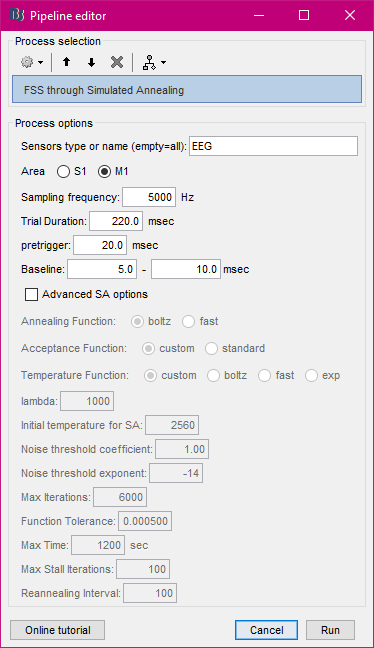 Pipeline editor
Process selection
FSS through Simulated Annealing
Process options
Sensors type or name (empty=all): EEG
Area S1 M1
Sampling frequency: 5000 Hz
Trial Duration: 220.0 msec
pretrigger: 20.0 msec
Baseline: 5.0 - 10.0 msec
Advanced SA options
Annealing Function: boltz fast
Acceptance Function: custom standard
Temperature Function: custom boltz fast exp
lambda: 1000
Initial temperature for SA: 2560
Noise threshold coefficient: 1.00
Noise threshold exponent: -14
Max Iterations: 6000
Function Tolerance: 0.000500
Max Time: 1200 sec
Max Stall Iterations: 100
Reannealing Interval: 100
Online tutorial Cancel Run